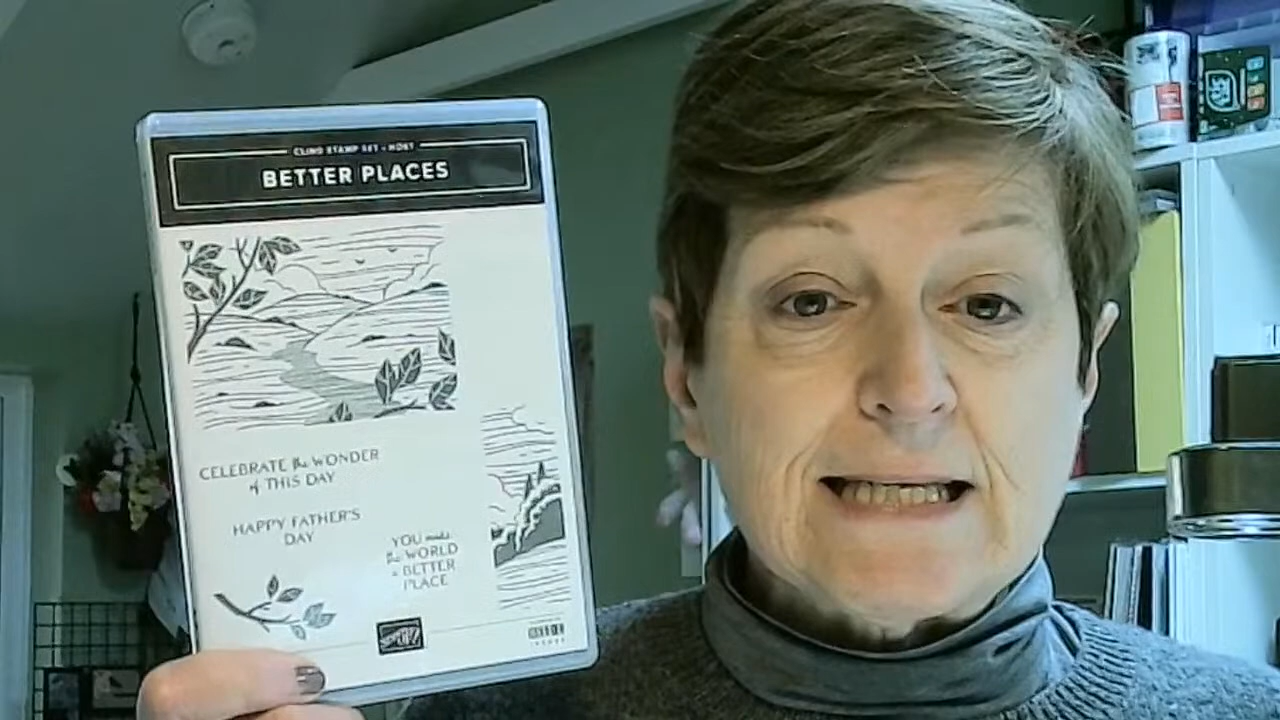 CLING STAMP SET • HOST
BETTER PLACES
CELEBRATE the WONDER
of THIS DAY
HAPPY FATHER'S
DAY
YOU make
the WORLD
a BETTER
PLACE